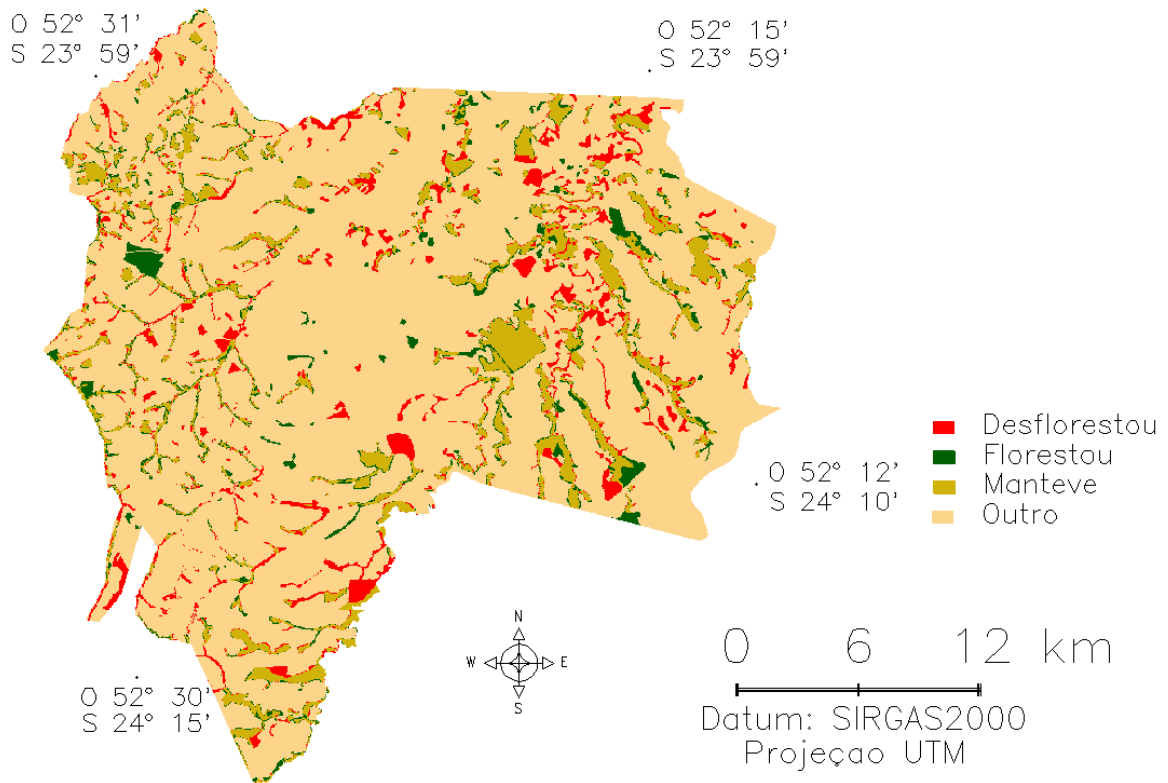 O 52° 31'
S 23° 59'
O 52° 15'
S 23° 59'
Desflorestou
Florestou
Manteve
Outro
O 52° 12'
S 24° 10'
N
W E
S
O 52° 30'
S 24° 15'
0 6 12 km
Datum: SIRGAS2000
Projeçao UTM